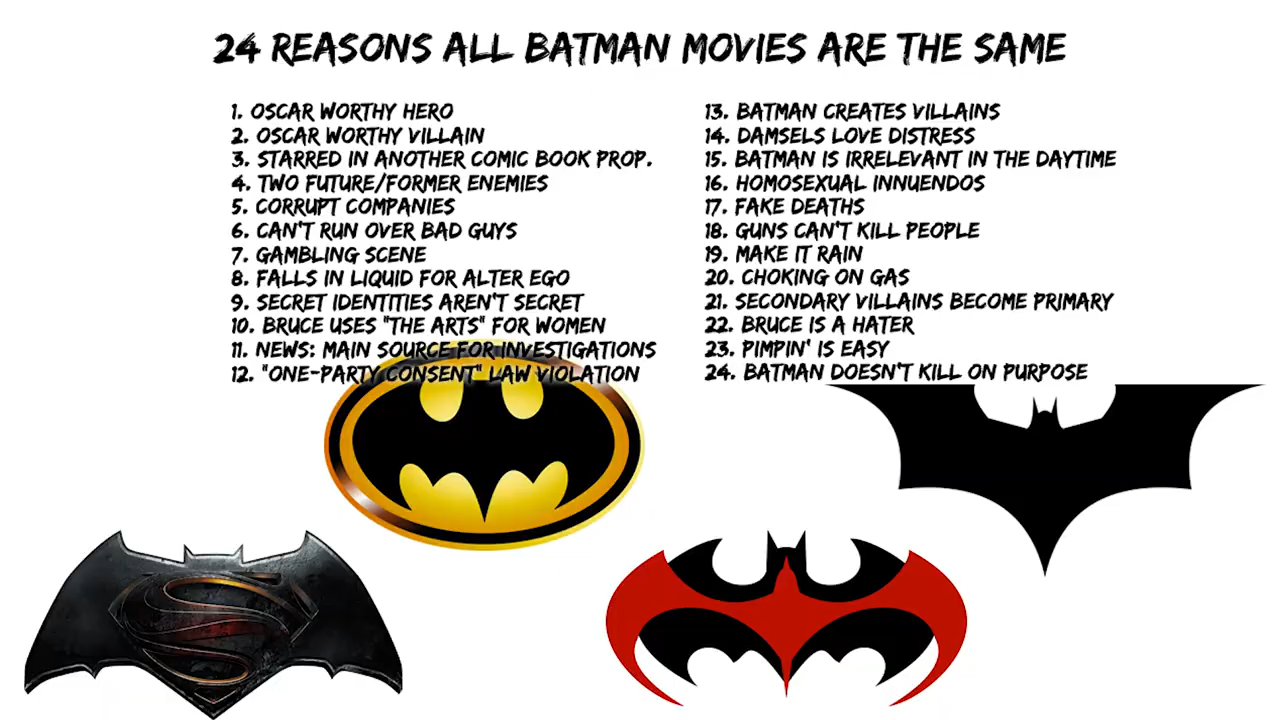 24 REASONS ALL BATMAN MOVIES ARE THE SAME
1. OSCAR WORTHY HERO
2. OSCAR WORTHY VILLAIN
3. STARRED IN ANOTHER COMIC BOOK PROP.
4. TWO FUTURE/FORMER ENEMIES
5. CORRUPT COMPANIES
6. CAN'T RUN OVER BAD GUYS
7. GAMBLING SCENE
8. FALLS IN LIQUID FOR ALTER EGO
9. SECRET IDENTITIES AREN'T SECRET
10. BRUCE USES "THE ARTS" FOR WOMEN
11. NEWS: MAIN SOURCE FOR INVESTIGATIONS
12. "ONE-PARTY CONSENT" LAW VIOLATION
13. BATMAN CREATES VILLAINS
14. DAMSELS LOVE DISTRESS
15. BATMAN IS IRRELEVANT IN THE DAYTIME
16. HOMOSEXUAL INNUENDOS
17. FAKE DEATHS
18. GUNS CAN'T KILL PEOPLE
19. MAKE IT RAIN
20. CHOKING ON GAS
21. SECONDARY VILLAINS BECOME PRIMARY
22. BRUCE IS A HATER
23. PIMPIN' IS EASY
24. BATMAN DOESN'T KILL ON PURPOSE